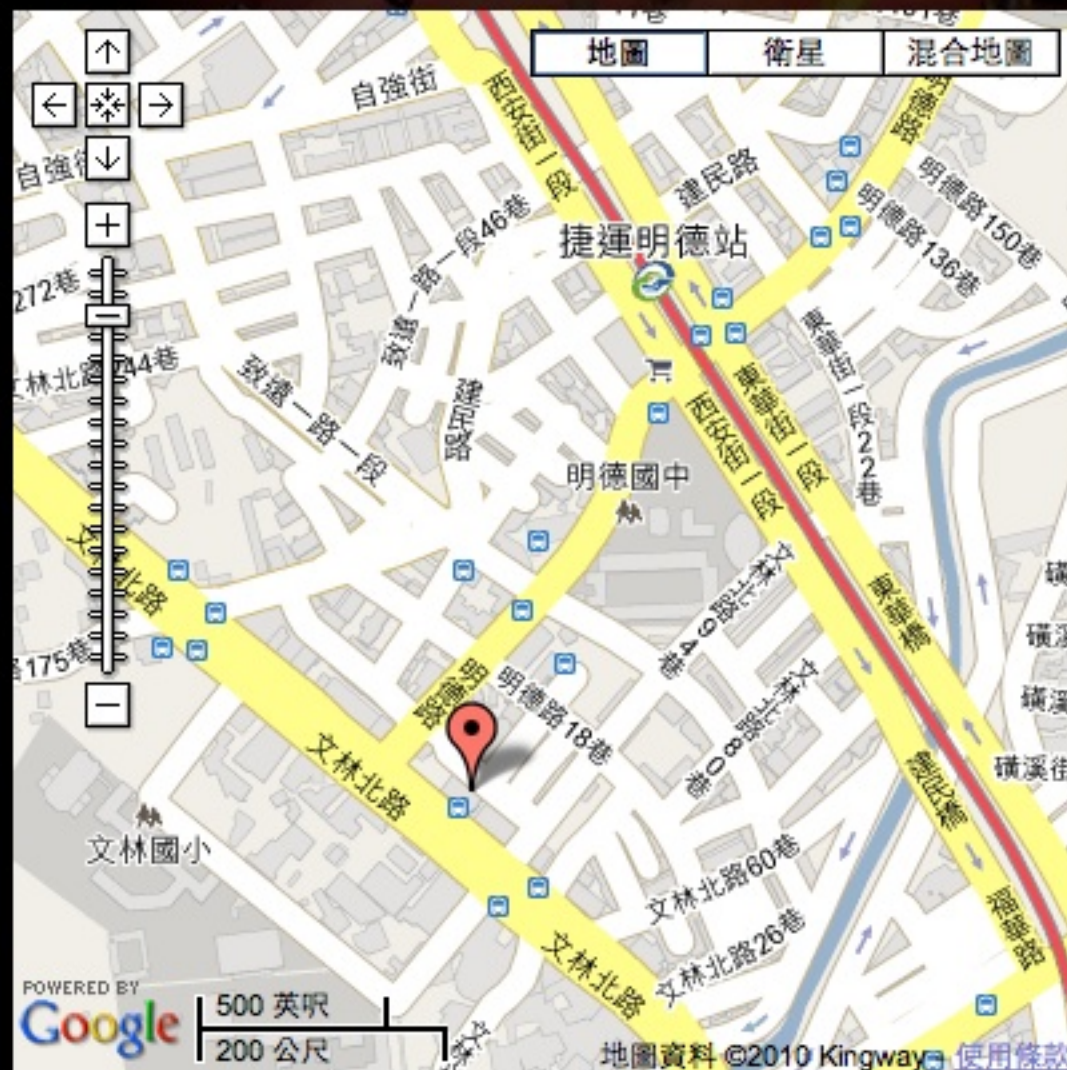 地圖
衛星
混合地圖
自強街
西安街一段
明德路
建民路
明德路150巷
明德路136巷
致遠一路一段46巷
捷運明德站
272巷
244巷
致遠一路一段
建民路
東華街一段22巷
東華街一段
西安街一段
明德國中
文林北路
文林北路94巷
東華橋
175巷
明德路
明德路18巷
文林北路80巷
文林北路
建民橋
磺溪街
文林國小
文林北路60巷
福華路
文林北路26巷
文林北路
POWERED BY
Google
500 英呎
200 公尺
地圖資料 ©2010 Kingway - 使用條款